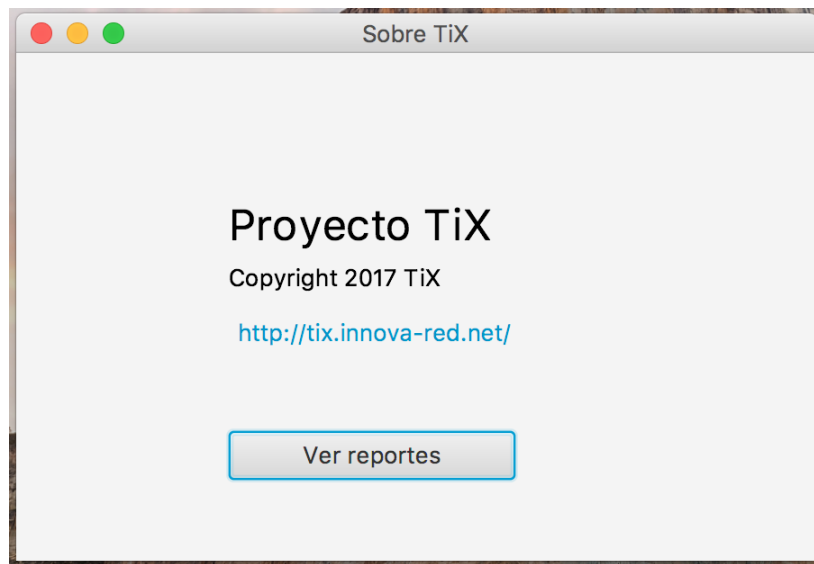 Sobre TiX
Proyecto TiX
Copyright 2017 TiX
http://tix.innova-red.net/
Ver reportes